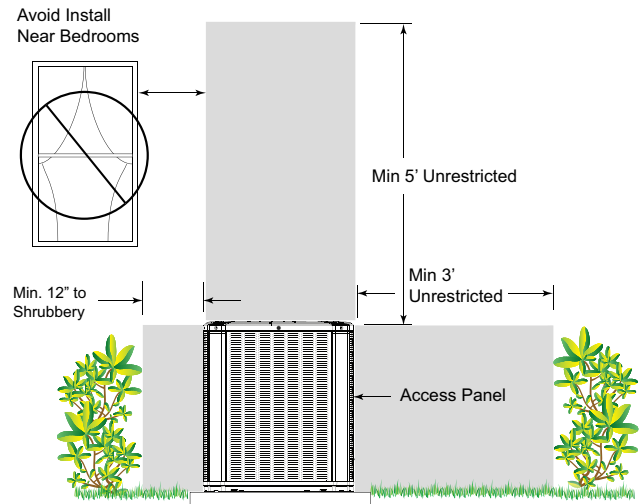 Avoid Install
Near Bedrooms
Min 5’ Unrestricted
Min 3’
Unrestricted
Min. 12” to
Shrubbery
Access Panel